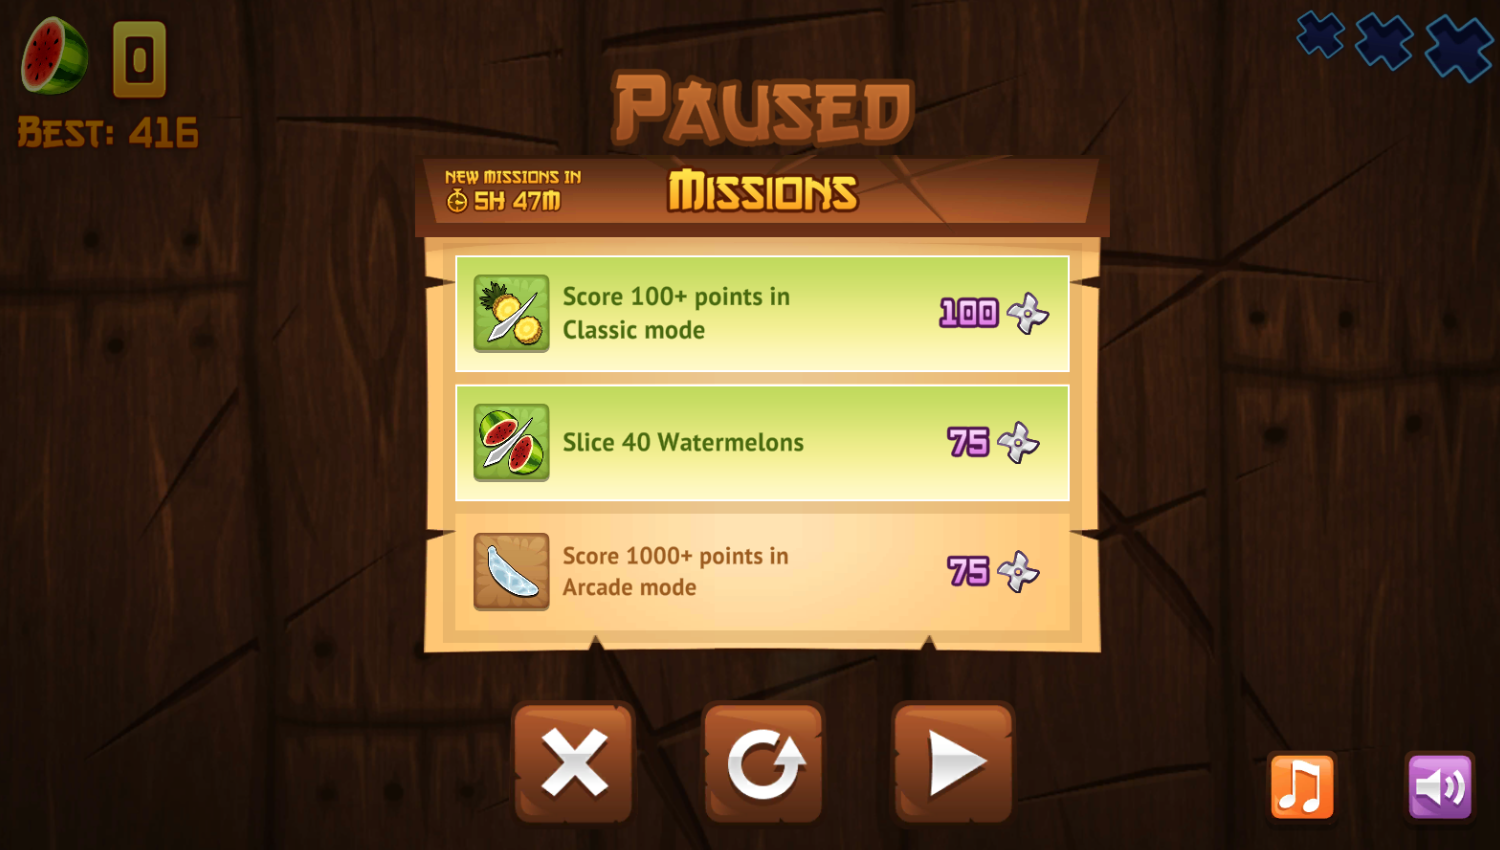 0
BEST: 416
PAUSED
NEW MISSIONS IN
5H 47M
MISSIONS
Score 100+ points in
Classic mode
100
Slice 40 Watermelons
75
Score 1000+ points in
Arcade mode
75